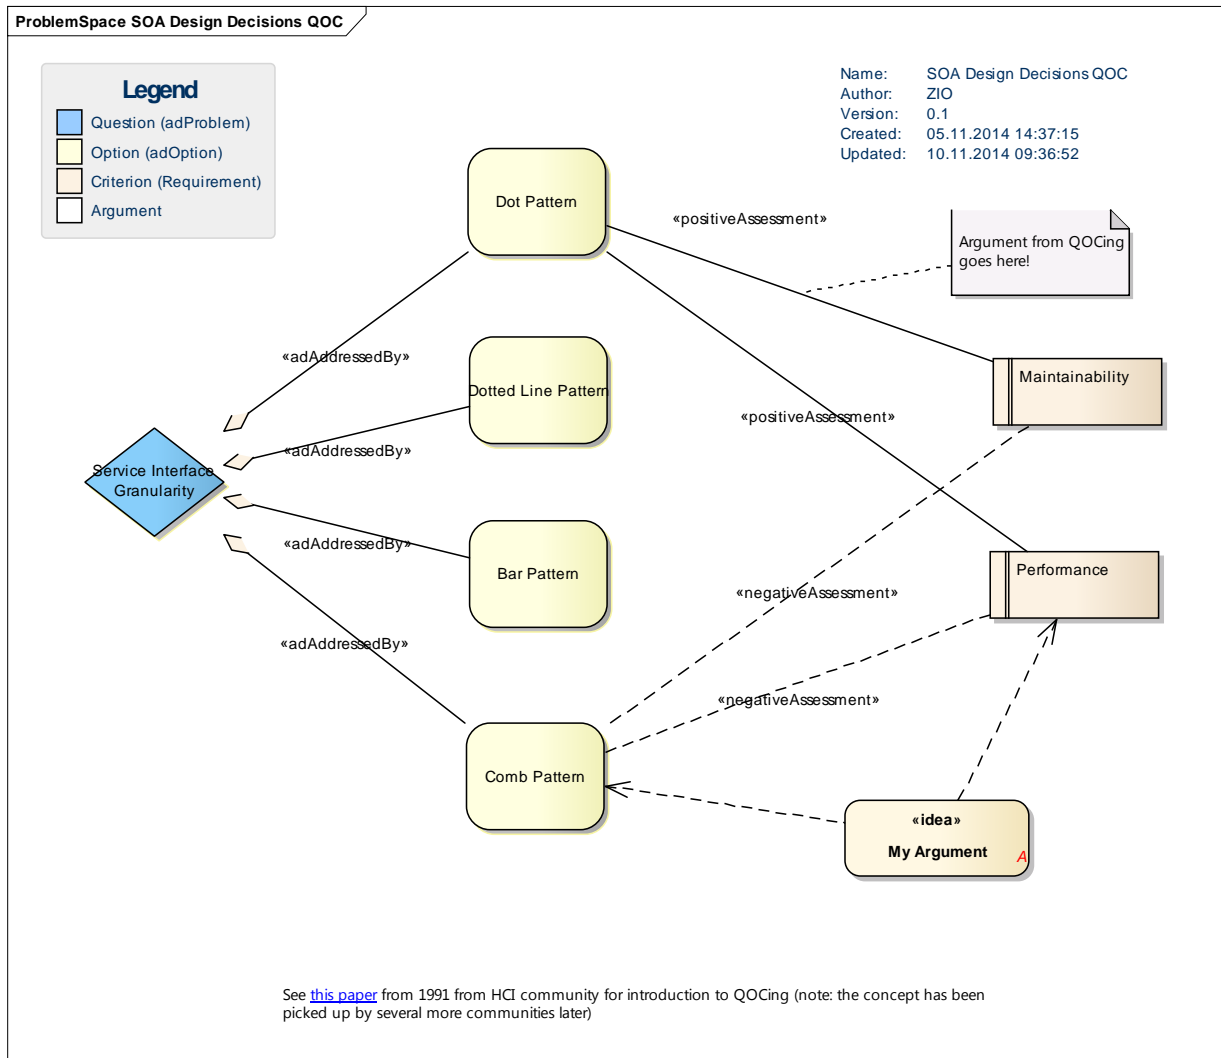 ProblemSpace SOA Design Decisions QOC
Legend
Question (adProblem)
Option (adOption)
Criterion (Requirement)
Argument
Name: SOA Design Decisions QOC
Author: ZIO
Version: 0.1
Created: 05.11.2014 14:37:15
Updated: 10.11.2014 09:36:52
Dot Pattern
«positiveAssessment»
Argument from QOCing
goes here!
«adAddressedBy»
Dotted Line Pattern
Maintainability
«positiveAssessment»
«adAddressedBy»
Service Interface
Granularity
«adAddressedBy»
Bar Pattern
Performance
«negativeAssessment»
«adAddressedBy»
«negativeAssessment»
Comb Pattern
«idea»
My Argument
A
See this paper from 1991 from HCI community for introduction to QOCing (note: the concept has been
picked up by several more communities later)